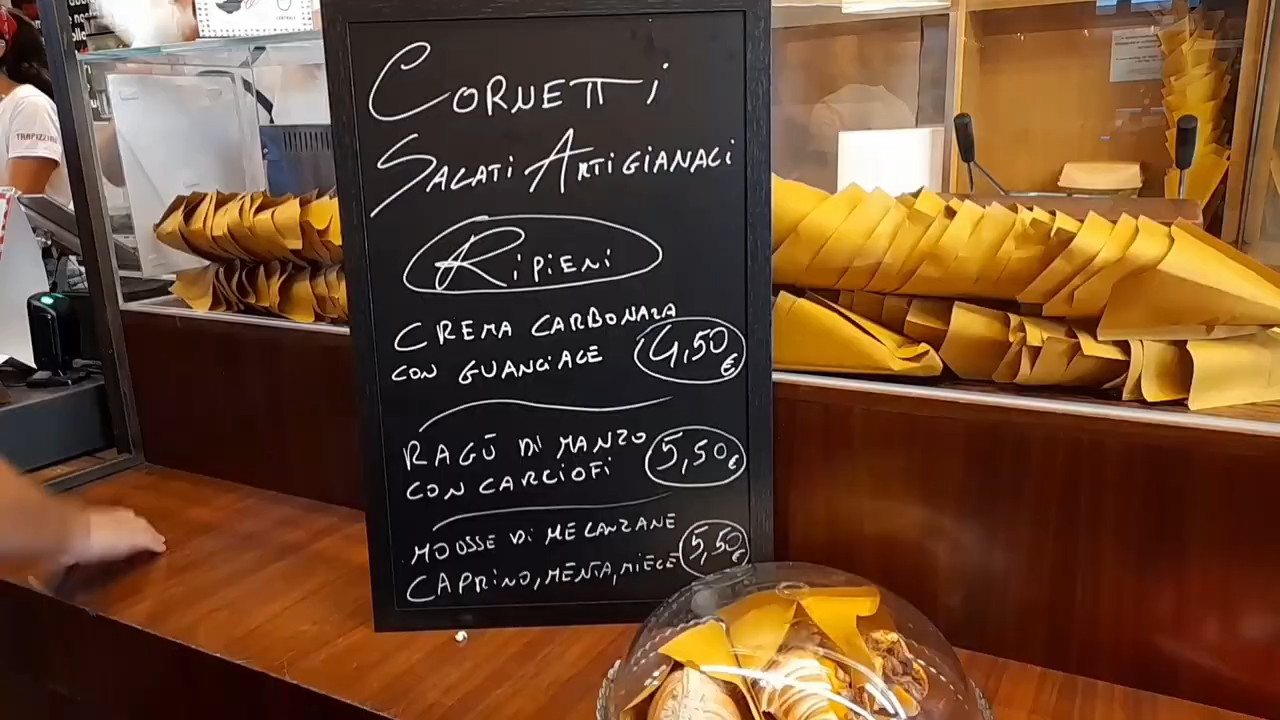 CORNETTI
SALATI ARTIGIANALI
RIPIENI
CREMA CARBONARA
CON GUANCIALE
4,50
€
RAGÙ DI MANZO
CON CARCIOFI
5,50
€
MOUSSE DI MELANZANE
CAPRINO, MENTA, MIELE
5,50
€
TRAPIZZINO